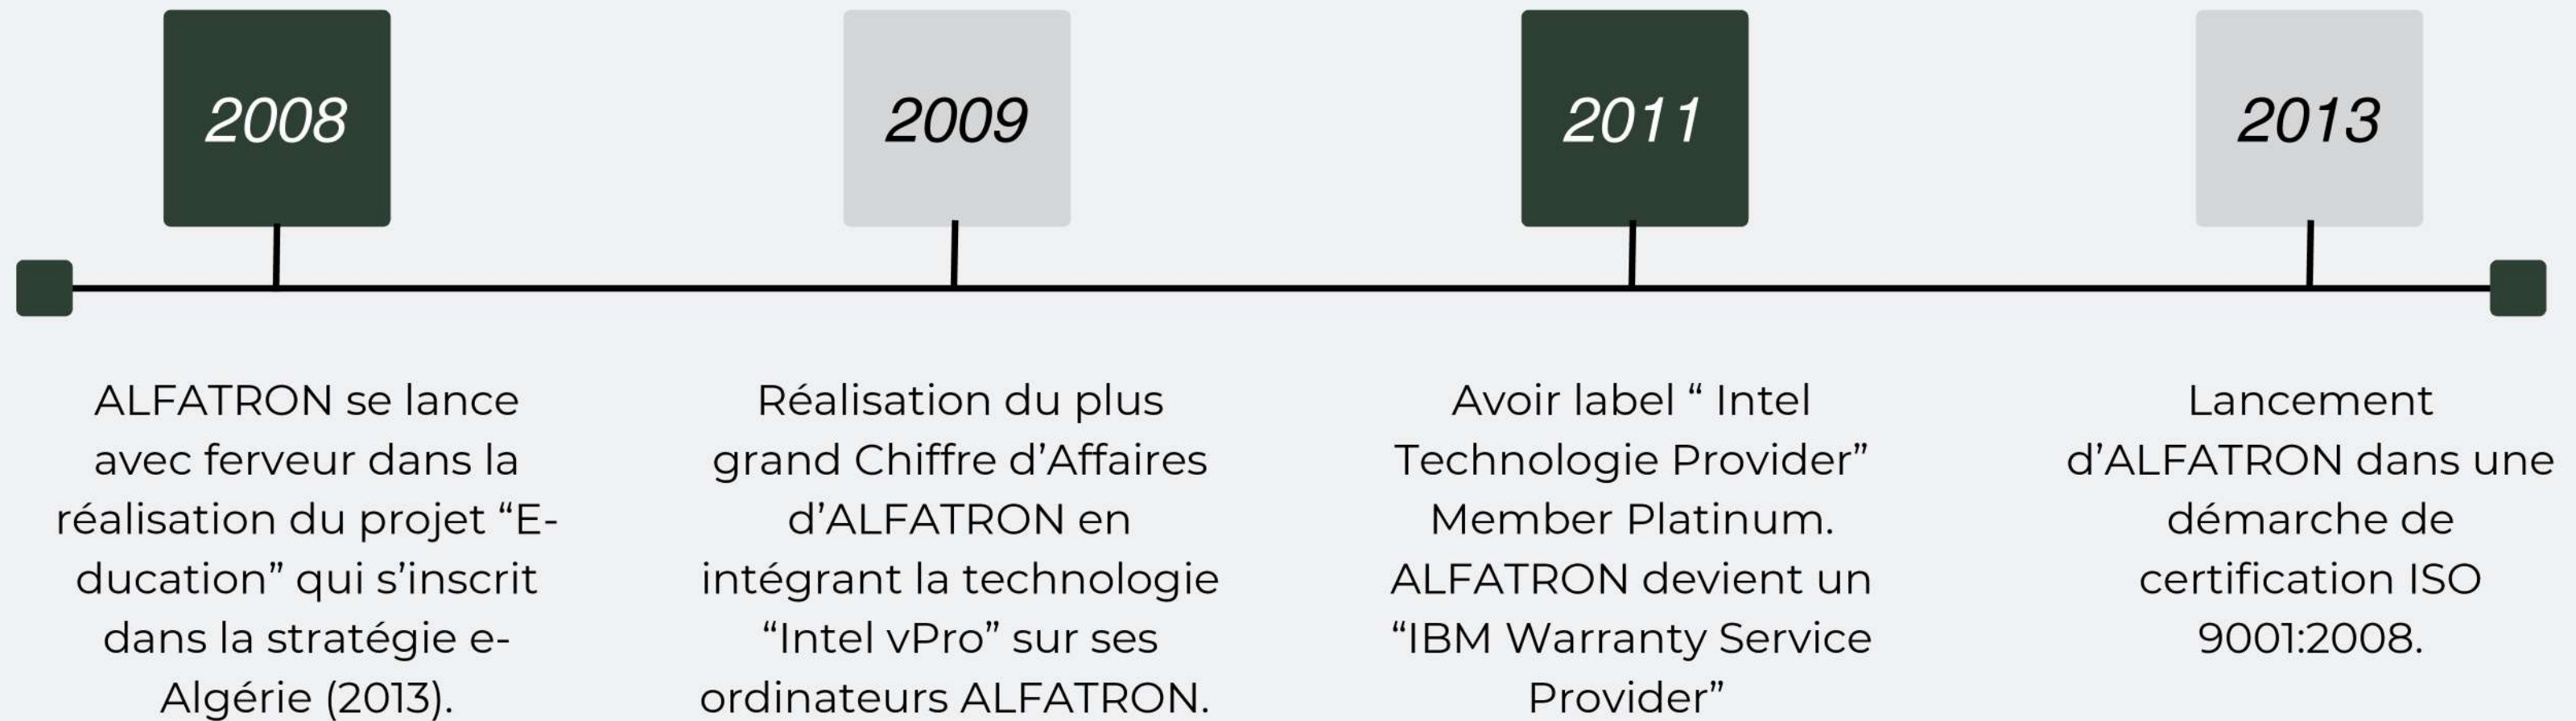 2008
ALFATRON se lance
avec ferveur dans la
réalisation du projet “E-
ducation” qui s’inscrit
dans la stratégie e-
Algérie (2013).
2009
Réalisation du plus
grand Chiffre d’Affaires
d’ALFATRON en
intégrant la technologie
“Intel vPro” sur ses
ordinateurs ALFATRON.
2011
Avoir label “ Intel
Technologie Provider”
Member Platinum.
ALFATRON devient un
“IBM Warranty Service
Provider”
2013
Lancement
d’ALFATRON dans une
démarche de
certification ISO
9001:2008.